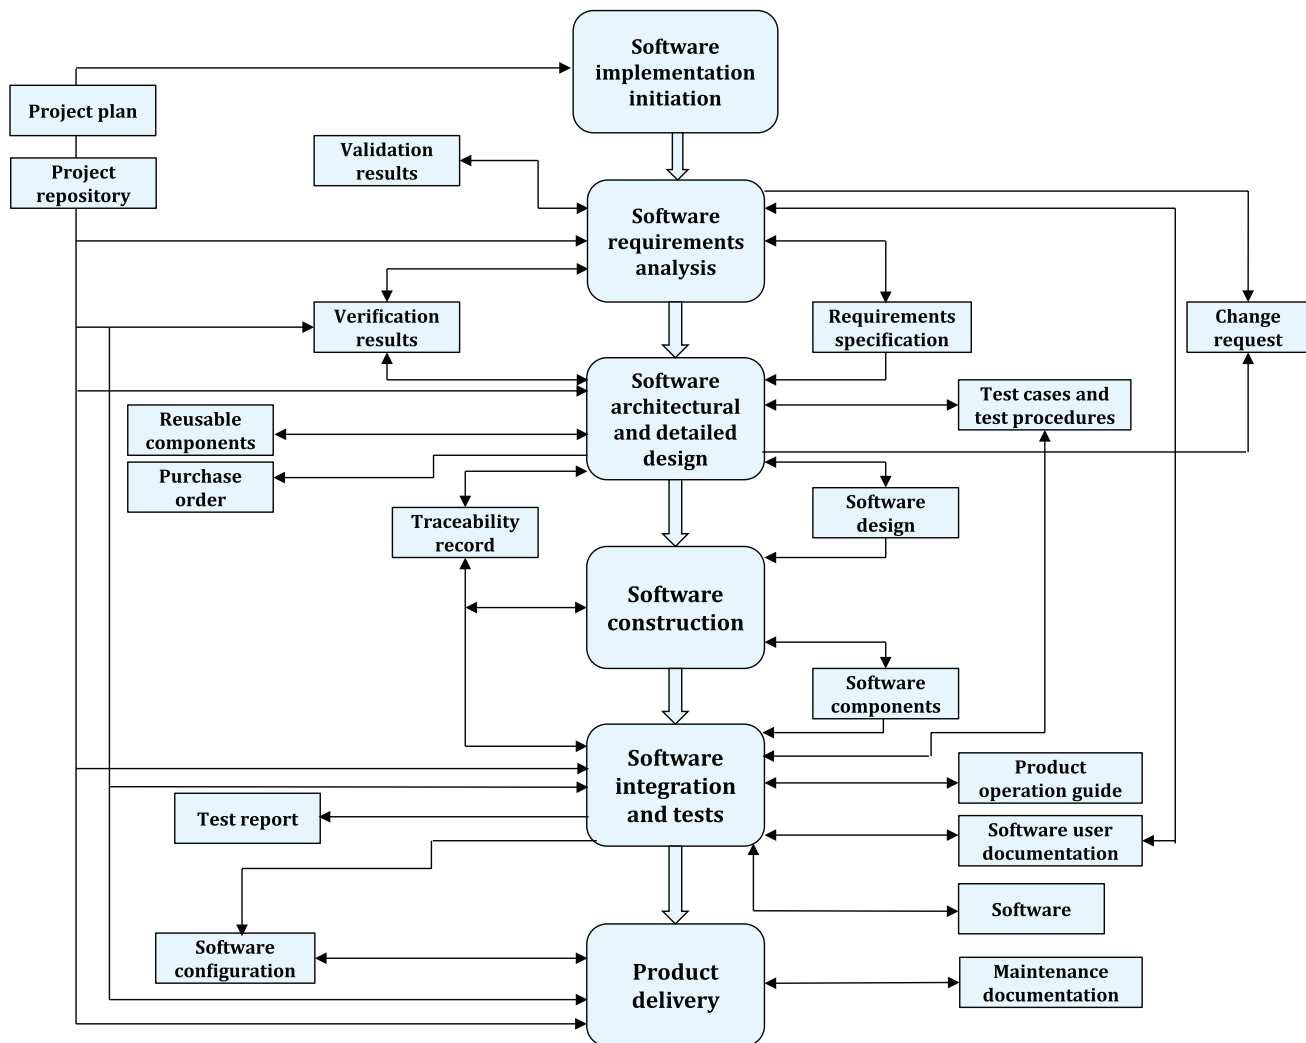 Software
implementation
initiation
Project plan
Project
repository
Validation
results
Software
requirements
analysis
Verification
results
Requirements
specification
Change
request
Software
architectural
and detailed
design
Test cases and
test procedures
Reusable
components
Purchase
order
Traceability
record
Software
design
Software
construction
Software
components
Software
integration
and tests
Product
operation guide
Test report
Software user
documentation
Software
Software
configuration
Product
delivery
Maintenance
documentation